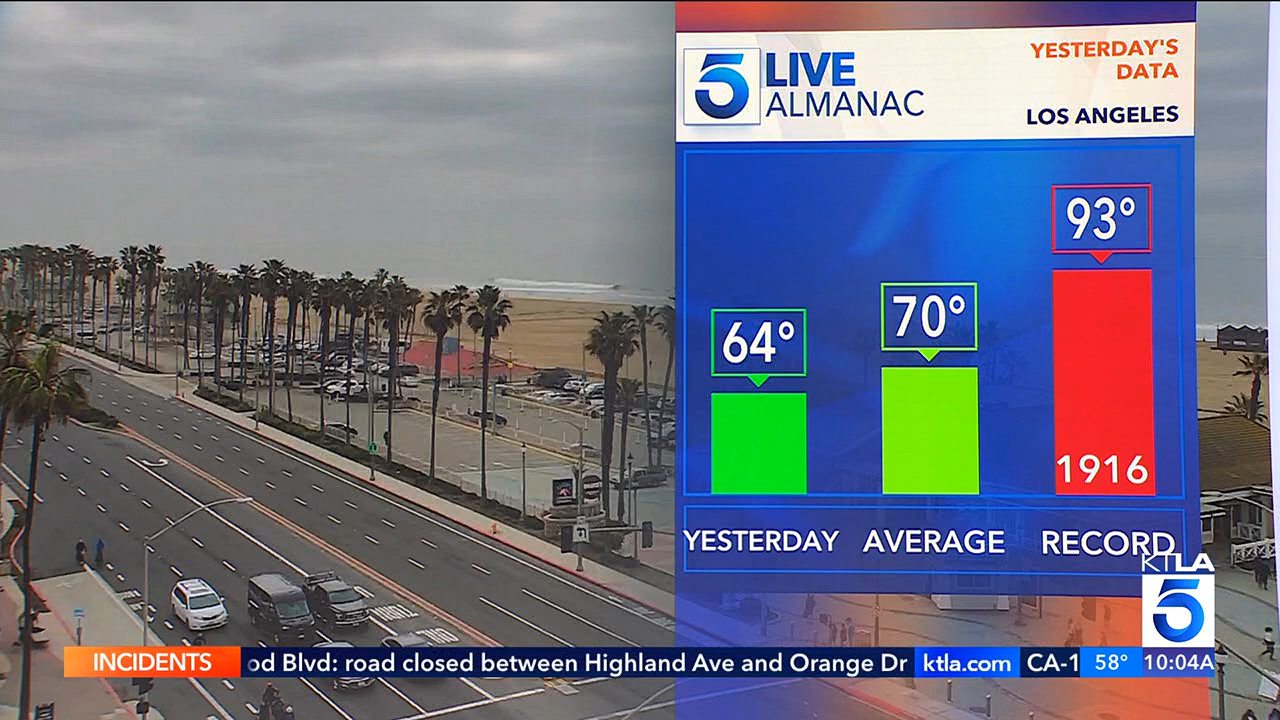 5 LIVE
ALMANAC
YESTERDAY'S
DATA
LOS ANGELES
64°
70°
93°
1916
YESTERDAY
AVERAGE
RECORD
KTLA
5
INCIDENTS
od Blvd: road closed between Highland Ave and Orange Dr
ktla.com
CA-1
58°
10:04A